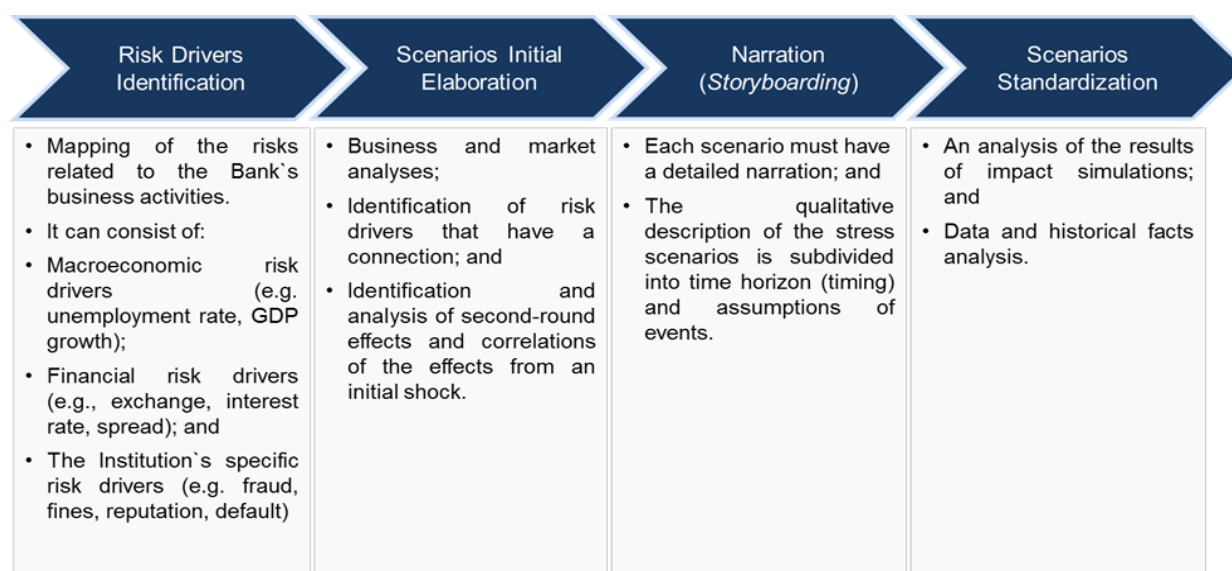 Risk Drivers
Identification
Scenarios Initial
Elaboration
Narration
(Storyboarding)
Scenarios
Standardization
• Mapping of the risks
related to the Bank`s
business activities.
• It can consist of:
• Macroeconomic risk
drivers (e.g.
unemployment rate, GDP
growth);
• Financial risk drivers
(e.g., exchange, interest
rate, spread); and
• The Institution`s specific
risk drivers (e.g. fraud,
fines, reputation, default)
• Business and market
analyses;
• Identification of risk
drivers that have a
connection; and
• Identification and
analysis of second-round
effects and correlations
of the effects from an
initial shock.
• Each scenario must have
a detailed narration; and
• The qualitative
description of the stress
scenarios is subdivided
into time horizon (timing)
and assumptions of
events.
• An analysis of the results
of impact simulations;
and
• Data and historical facts
analysis.